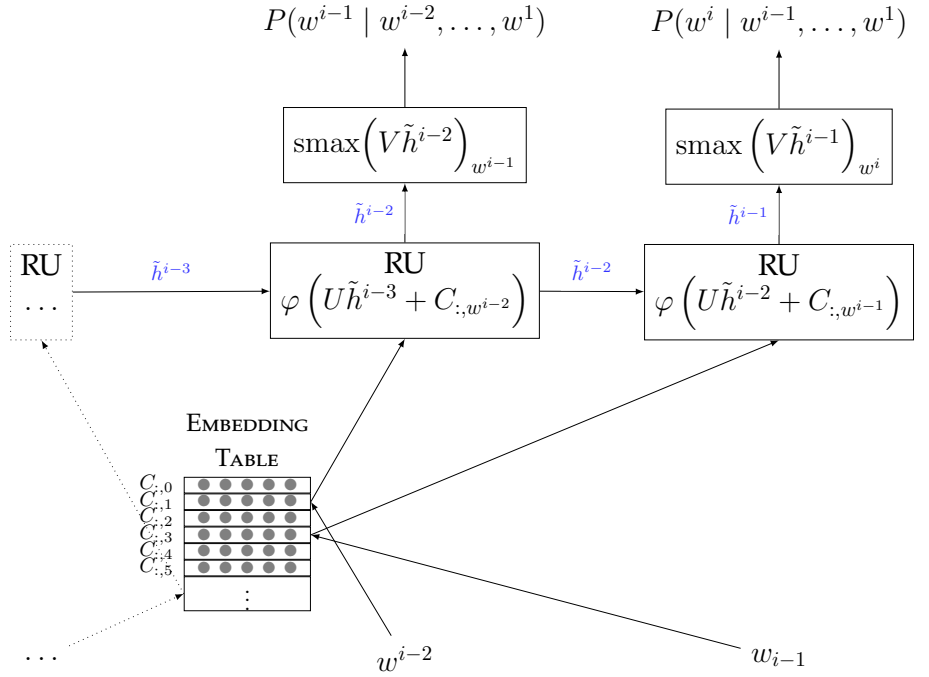 P(w^{i-1} | w^{i-2}, ..., w^1)
P(w^i | w^{i-1}, ..., w^1)
smax(Vh̃^{i-2})_{w^{i-1}}
smax (Vh̃^{i-1})_{w^i}
h̃^{i-2}
h̃^{i-1}
RU
...
h̃^{i-3}
RU
φ (Uh̃^{i-3} + C_{:,w^{i-2}})
h̃^{i-2}
RU
φ (Uh̃^{i-2} + C_{:,w^{i-1}})
EMBEDDING
TABLE
C_{:,0}
C_{:,1}
C_{:,2}
C_{:,3}
C_{:,4}
C_{:,5}
⋮
...
w^{i-2}
w_{i-1}